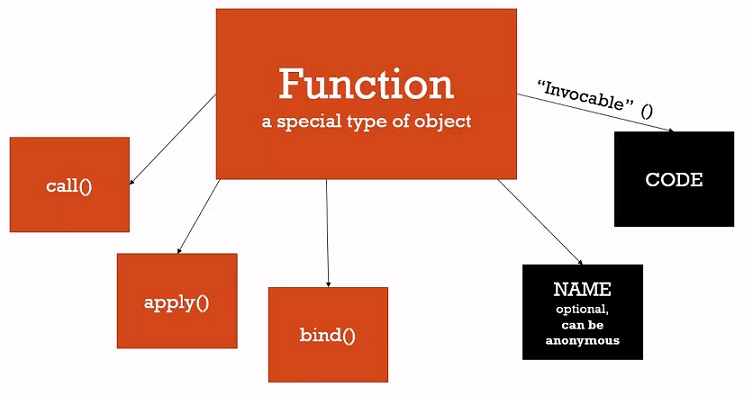 Function
a special type of object
“Invocable” ()
call()
CODE
apply()
bind()
NAME
optional,
can be
anonymous